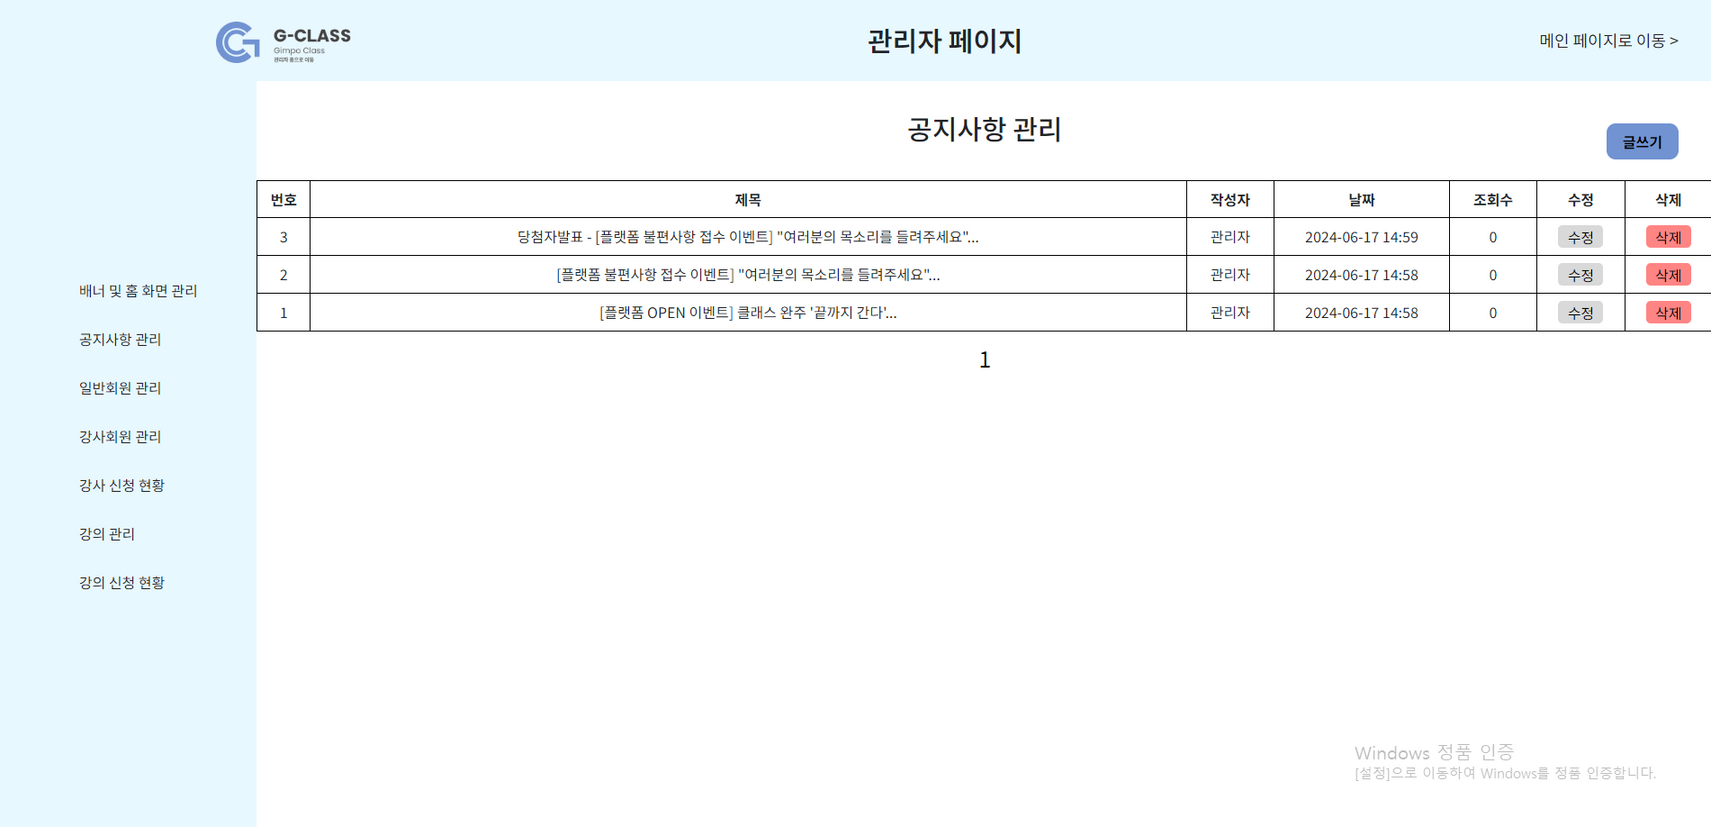 G-CLASS
Gimpo Class
관리자 홈으로 이동
관리자 페이지
메인 페이지로 이동 >
배너 및 홈 화면 관리
공지사항 관리
일반회원 관리
강사회원 관리
강사 신청 현황
강의 관리
강의 신청 현황
공지사항 관리
글쓰기
번호 제목 작성자 날짜 조회수 수정 삭제
3 당첨자발표 - [플랫폼 불편사항 접수 이벤트] "여러분의 목소리를 들려주세요"... 관리자 2024-06-17 14:59 0 수정 삭제
2 [플랫폼 불편사항 접수 이벤트] "여러분의 목소리를 들려주세요"... 관리자 2024-06-17 14:58 0 수정 삭제
1 [플랫폼 OPEN 이벤트] 클래스 완주 '끝까지 간다'... 관리자 2024-06-17 14:58 0 수정 삭제
1
Windows 정품 인증
[설정]으로 이동하여 Windows를 정품 인증합니다.